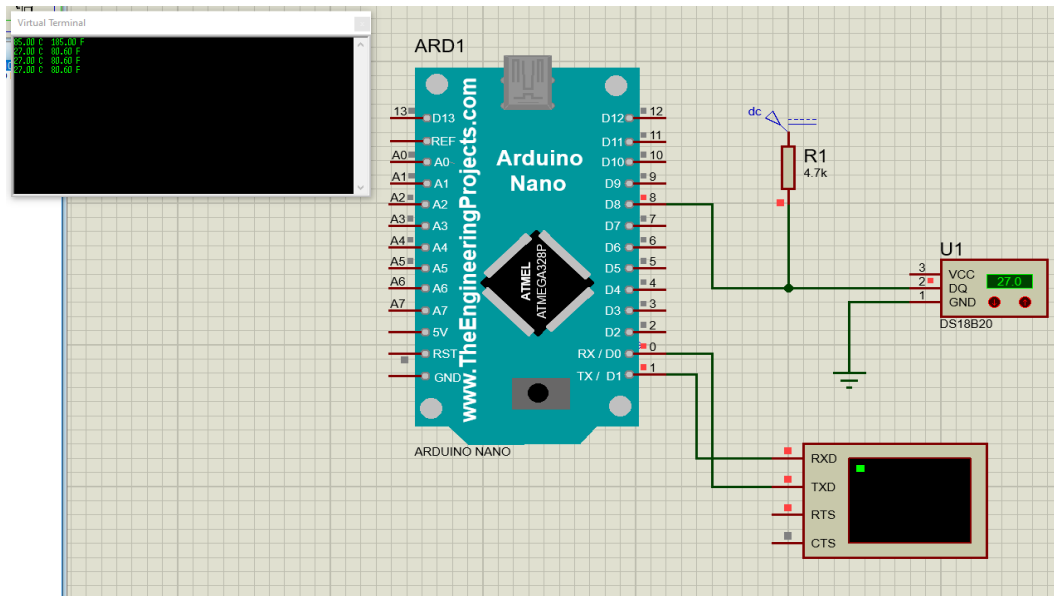 Virtual Terminal
85.00 C 185.00 F
27.00 C 80.60 F
27.00 C 80.60 F
27.00 C 80.60 F
ARD1
www.TheEngineeringProjects.com
Arduino
Nano
ATMEL
ATMEGA328P
13
REF
A0
A1
A2
A3
A4
A5
A6
A7
D13
A0
A1
A2
A3
A4
A5
A6
A7
5V
RST
GND
D12
D11
D10
D9
D8
D7
D6
D5
D4
D3
D2
RX / D0
TX / D1
12
11
10
9
8
7
6
5
4
3
2
0
1
ARDUINO NANO
dc
R1
4.7k
U1
3
2
1
VCC
DQ
GND
27.0
DS18B20
RXD
TXD
RTS
CTS